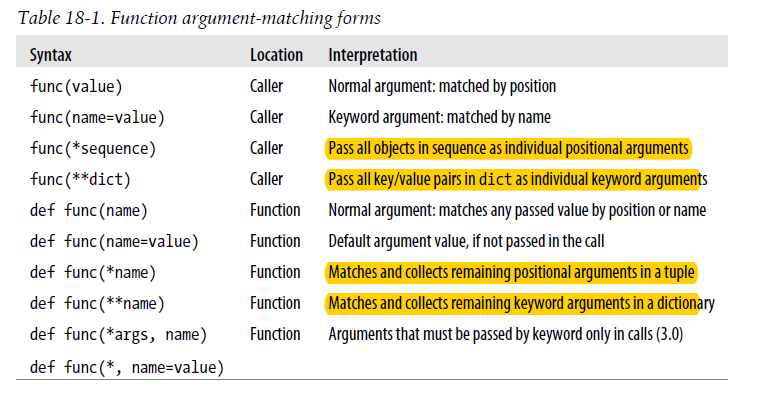 Table 18-1. Function argument-matching forms
Syntax Location Interpretation
func(value) Caller Normal argument: matched by position
func(name=value) Caller Keyword argument: matched by name
func(*sequence) Caller Pass all objects in sequence as individual positional arguments
func(**dict) Caller Pass all key/value pairs in dict as individual keyword arguments
def func(name) Function Normal argument: matches any passed value by position or name
def func(name=value) Function Default argument value, if not passed in the call
def func(*name) Function Matches and collects remaining positional arguments in a tuple
def func(**name) Function Matches and collects remaining keyword arguments in a dictionary
def func(*args, name) Function Arguments that must be passed by keyword only in calls (3.0)
def func(*, name=value)